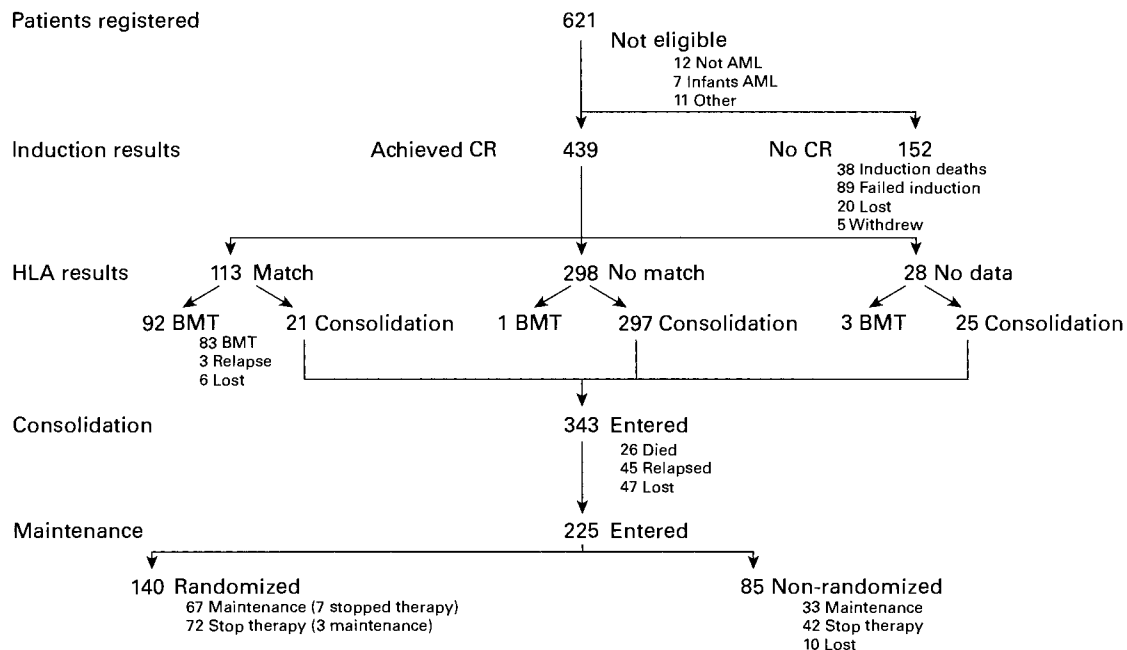 Patients registered 621
Not eligible
12 Not AML
7 Infants AML
11 Other
Induction results Achieved CR 439 No CR 152
38 Induction deaths
89 Failed induction
20 Lost
5 Withdrew
HLA results 113 Match 298 No match 28 No data
92 BMT 21 Consolidation 1 BMT 297 Consolidation 3 BMT 25 Consolidation
83 BMT
3 Relapse
6 Lost
Consolidation 343 Entered
26 Died
45 Relapsed
47 Lost
Maintenance 225 Entered
140 Randomized 85 Non-randomized
67 Maintenance (7 stopped therapy) 33 Maintenance
72 Stop therapy (3 maintenance) 42 Stop therapy
10 Lost